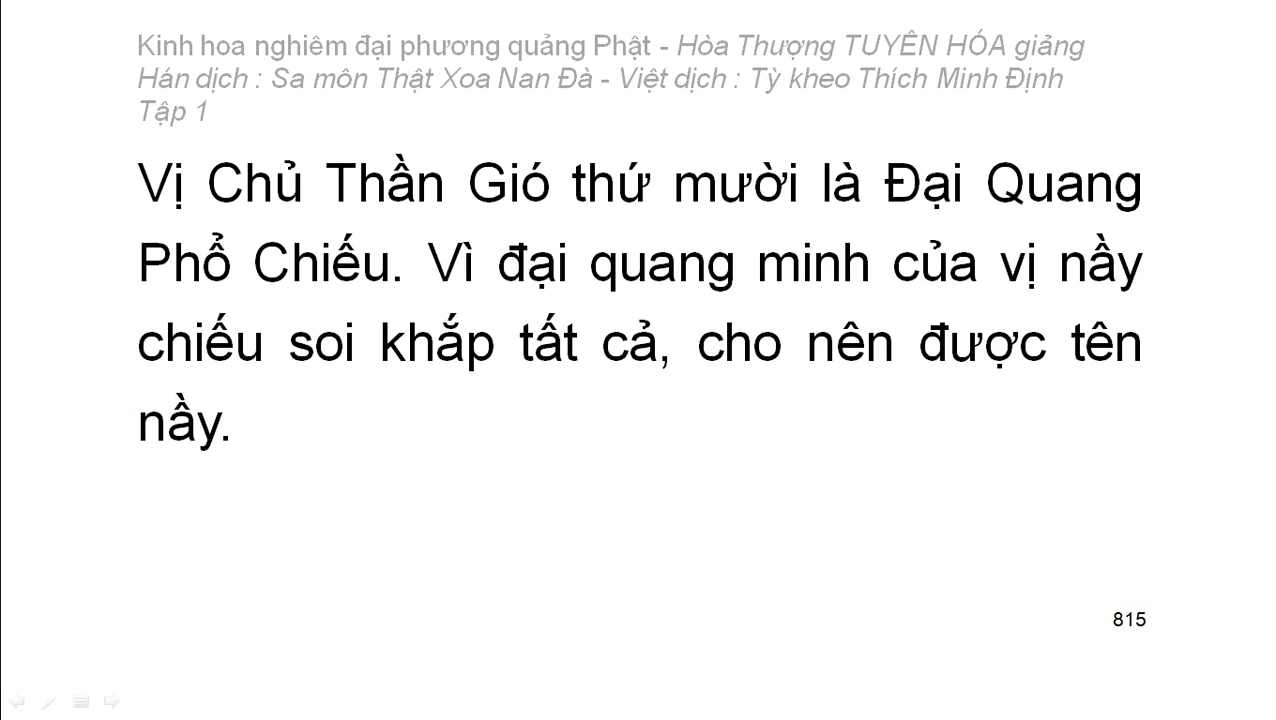 Kinh hoa nghiêm đại phương quảng Phật - Hòa Thượng TUYÊN HÓA giảng
Hán dịch : Sa môn Thật Xoa Nan Đà - Việt dịch : Tỳ kheo Thích Minh Định
Tập 1
Vị Chủ Thần Gió thứ mười là Đại Quang
Phổ Chiếu. Vì đại quang minh của vị nầy
chiếu soi khắp tất cả, cho nên được tên
nầy.
815